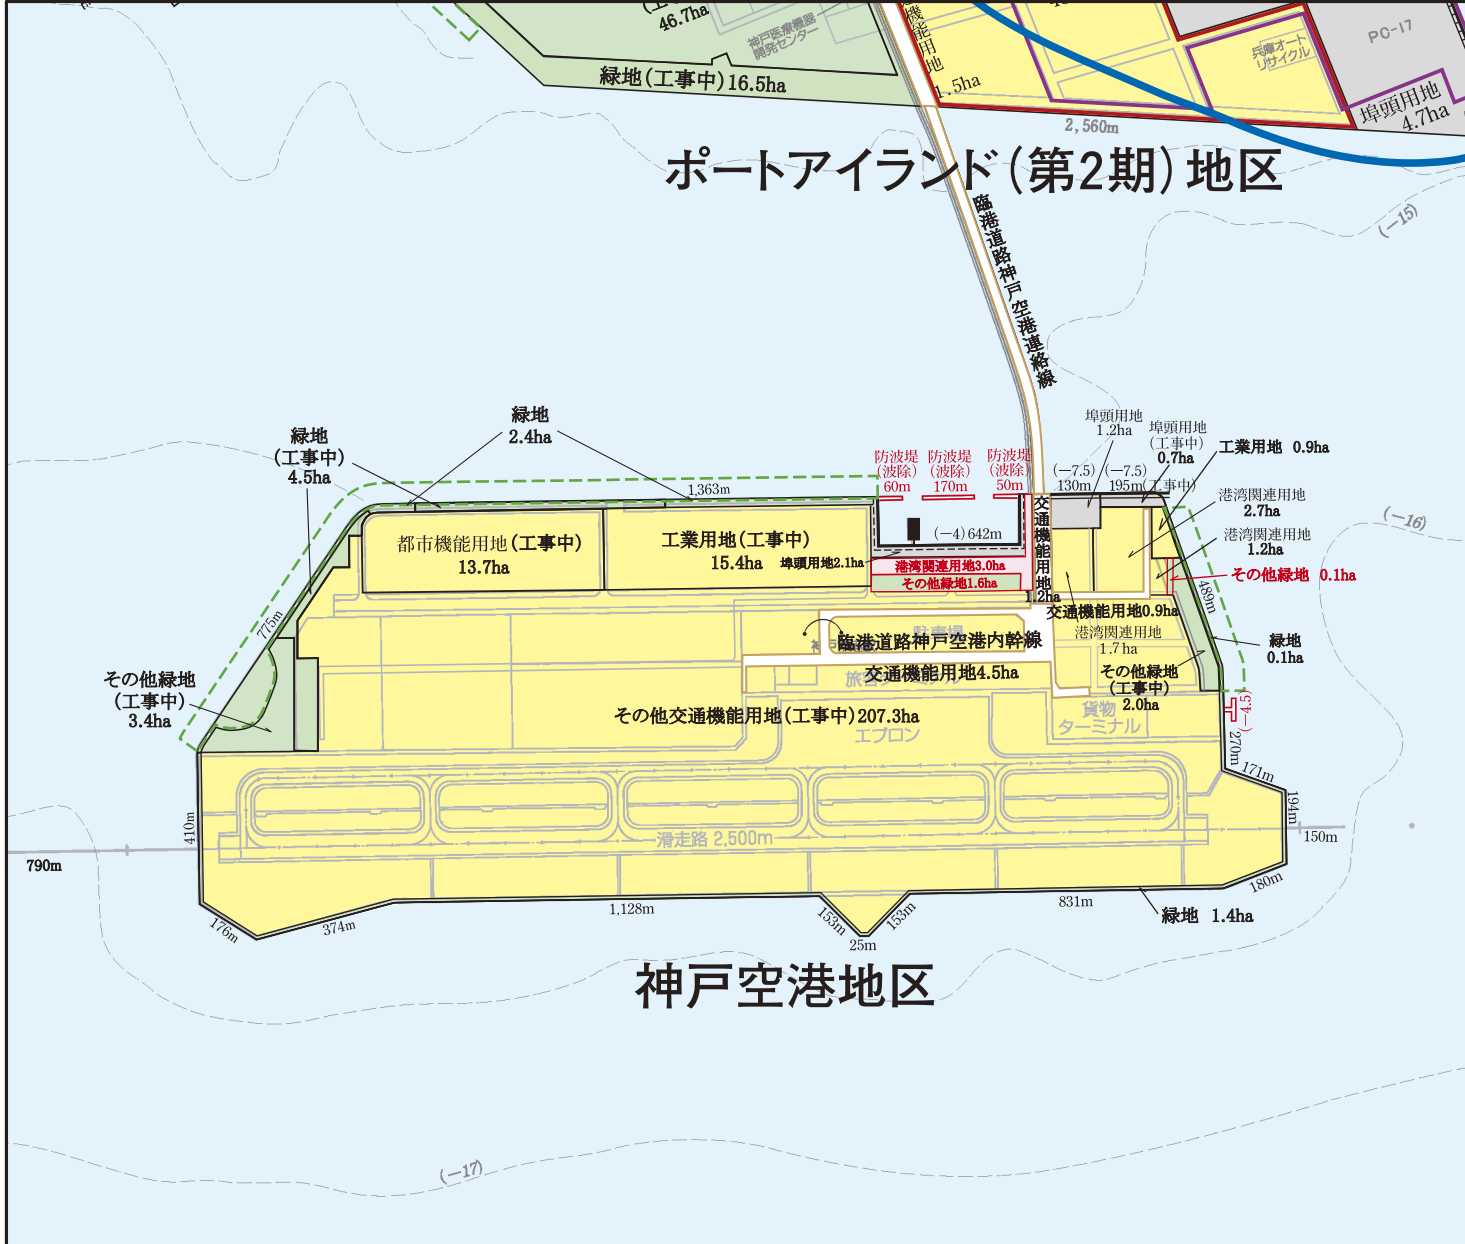 46.7ha
神戸医療機器
開発センター
緑地(工事中)16.5ha
機能用地
1.5ha
兵庫オート
リサイクル
PC-17
埠頭用地
4.7ha
2,560m
ポートアイランド(第2期)地区
(-15)
臨港道路神戸空港連絡線
緑地
2.4ha
緑地
(工事中)
4.5ha
1,363m
防波堤
(波除)
60m
防波堤
(波除)
170m
防波堤
(波除)
50m
埠頭用地
1.2ha
埠頭用地
(工事中)
0.7ha
工業用地 0.9ha
(-7.5)
130m
(-7.5)
195m(工事中)
港湾関連用地
2.7ha
港湾関連用地
1.2ha
(-16)
都市機能用地(工事中)
13.7ha
工業用地(工事中)
15.4ha
(-4)642m
埠頭用地2.1ha
港湾関連用地3.0ha
その他緑地1.6ha
交通機能用地
1.2ha
その他緑地 0.1ha
489m
775m
交通機能用地0.9ha
港湾関連用地
1.7ha
緑地
0.1ha
駐車場
臨港道路神戸空港内幹線
交通機能用地4.5ha
その他緑地
(工事中)
3.4ha
その他緑地
(工事中)
2.0ha
その他交通機能用地(工事中)207.3ha
エプロン
貨物
ターミナル
(-4.5)
270m
171m
194m
150m
410m
790m
滑走路 2,500m
180m
176m
374m
1,128m
153m
25m
153m
831m
緑地 1.4ha
神戸空港地区
(-17)